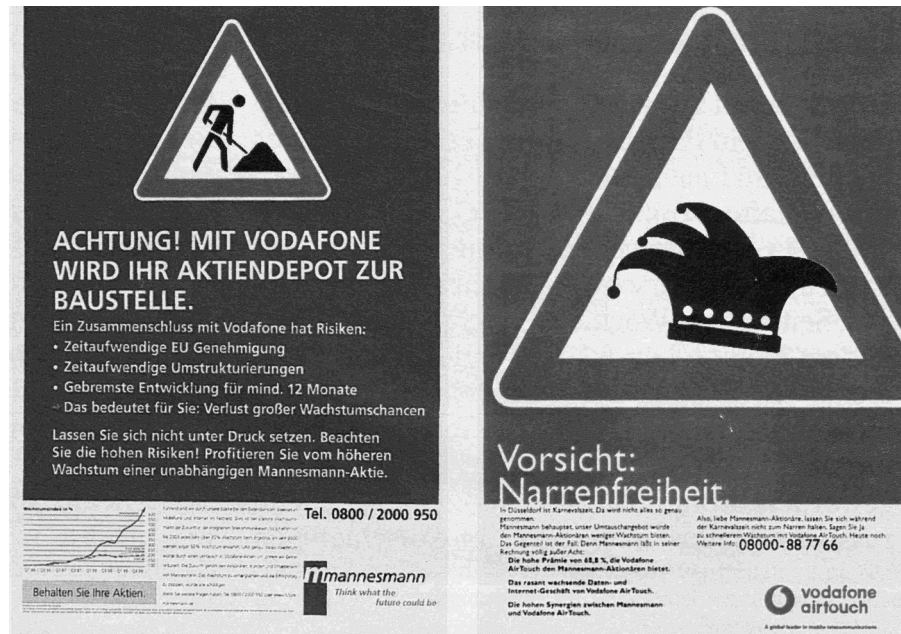 ACHTUNG! MIT VODAFONE
WIRD IHR AKTIENDEPOT ZUR
BAUSTELLE.
Ein Zusammenschluss mit Vodafone hat Risiken:
• Zeitaufwendige EU Genehmigung
• Zeitaufwendige Umstrukturierungen
• Gebremste Entwicklung für mind. 12 Monate
→ Das bedeutet für Sie: Verlust großer Wachstumschancen
Lassen Sie sich nicht unter Druck setzen. Beachten
Sie die hohen Risiken! Profitieren Sie vom höheren
Wachstum einer unabhängigen Mannesmann-Aktie.
Wachstumsindex in %
Behalten Sie Ihre Aktien.
Tel. 0800 / 2000 950
m mannesmann
Think what the
future could be
Vorsicht:
Narrenfreiheit.
In Düsseldorf ist Karnevalszeit. Da wird nicht alles so genau
genommen.
Mannesmann behauptet, unser Umtauschangebot würde
den Mannesmann-Aktionären weniger Wachstum bieten.
Das Gegenteil ist der Fall. Denn Mannesmann läßt in seiner
Rechnung völlig außer Acht:
Die hohe Prämie von 68,8 %, die Vodafone
AirTouch den Mannesmann-Aktionären bietet.
Das rasant wachsende Daten- und
Internet-Geschäft von Vodafone AirTouch.
Die hohen Synergien zwischen Mannesmann
und Vodafone AirTouch.
Also, liebe Mannesmann-Aktionäre, lassen Sie sich während
der Karnevalszeit nicht zum Narren halten. Sagen Sie Ja
zu schnellerem Wachstum mit Vodafone AirTouch. Heute noch.
Weitere Info: 08000-88 77 66
vodafone
airtouch
A global leader in mobile telecommunications